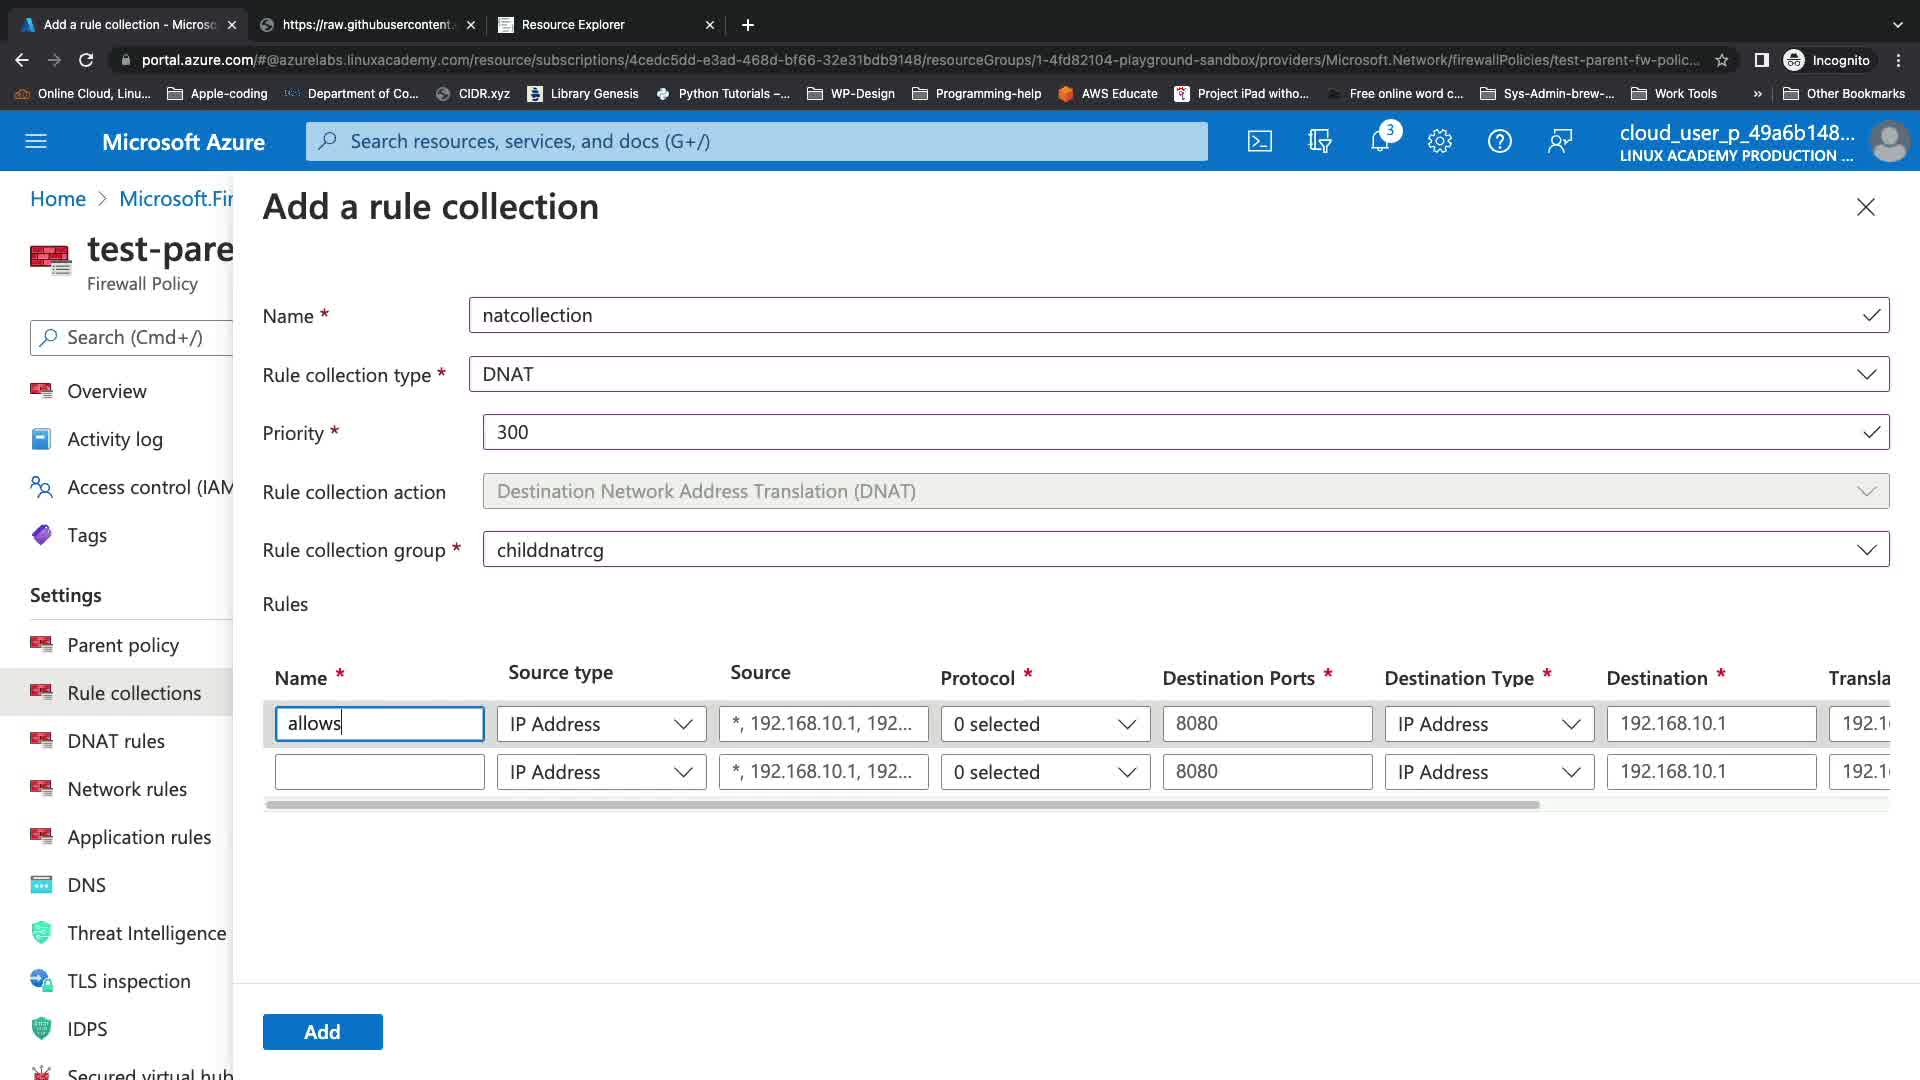 Add a rule collection - Microsc
https://raw.githubusercontent.
Resource Explorer
portal.azure.com/#@azurelabs.linuxacademy.com/resource/subscriptions/4cedc5dd-e3ad-468d-bf66-32e31bdb9148/resourceGroups/1-4fd82104-playground-sandbox/providers/Microsoft.Network/firewallPolicies/test-parent-fw-polic...
Incognito
Online Cloud, Linu...
Apple-coding
Department of Co...
CIDR.xyz
Library Genesis
Python Tutorials –...
WP-Design
Programming-help
AWS Educate
Project iPad witho...
Free online word c...
Sys-Admin-brew-...
Work Tools
»
Other Bookmarks
Microsoft Azure
Search resources, services, and docs (G+/)
3
cloud_user_p_49a6b148...
LINUX ACADEMY PRODUCTION ...
Home > Microsoft.Fir
test-pare
Firewall Policy
Search (Cmd+/)
Overview
Activity log
Access control (IAM
Tags
Settings
Parent policy
Rule collections
DNAT rules
Network rules
Application rules
DNS
Threat Intelligence
TLS inspection
IDPS
Secured virtual hub
Add a rule collection
Name * natcollection
Rule collection type * DNAT
Priority * 300
Rule collection action Destination Network Address Translation (DNAT)
Rule collection group * childdnatrcg
Rules
Name * Source type Source Protocol * Destination Ports * Destination Type * Destination * Transla
allows IP Address *, 192.168.10.1, 192... 0 selected 8080 IP Address 192.168.10.1 192.1
IP Address *, 192.168.10.1, 192... 0 selected 8080 IP Address 192.168.10.1 192.1
Add